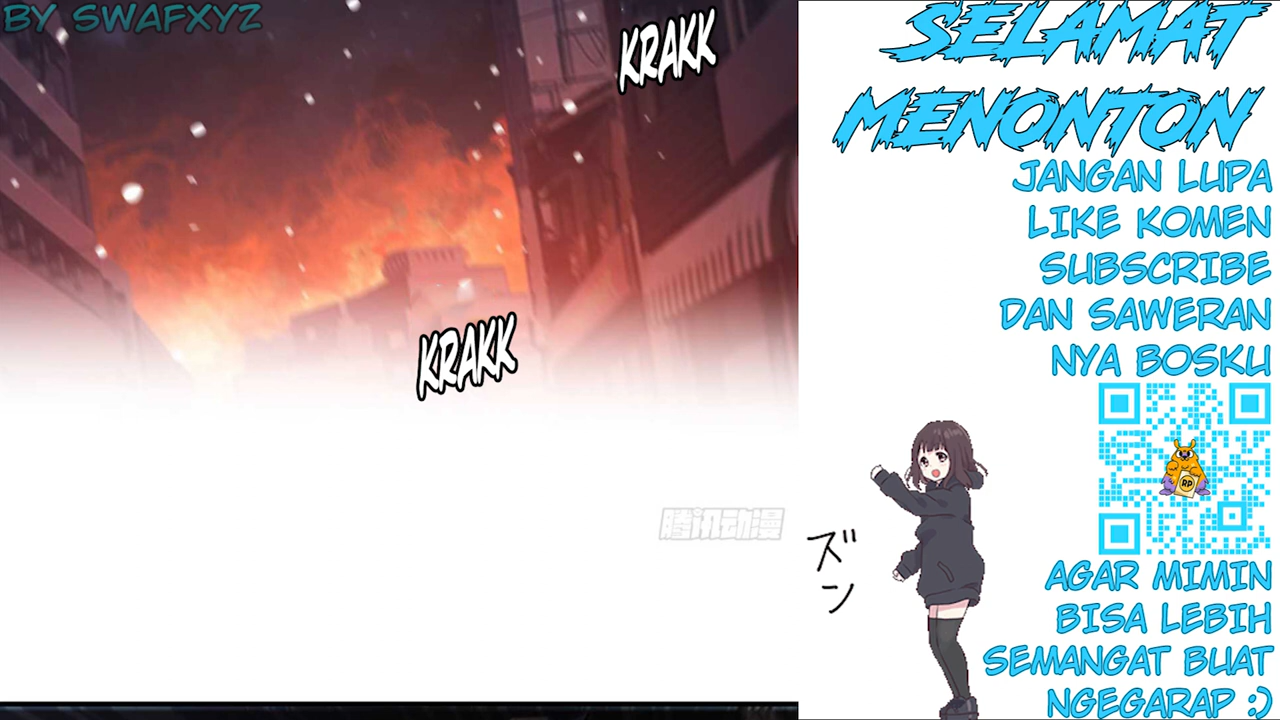 BY SWAFXYZ
KRAKK
KRAKK
腾讯动漫
SELAMAT
MENONTON
JANGAN LUPA
LIKE KOMEN
SUBSCRIBE
DAN SAWERAN
NYA BOSKU
RP
ズ
ン
AGAR MIMIN
BISA LEBIH
SEMANGAT BUAT
NGEGARAP :)